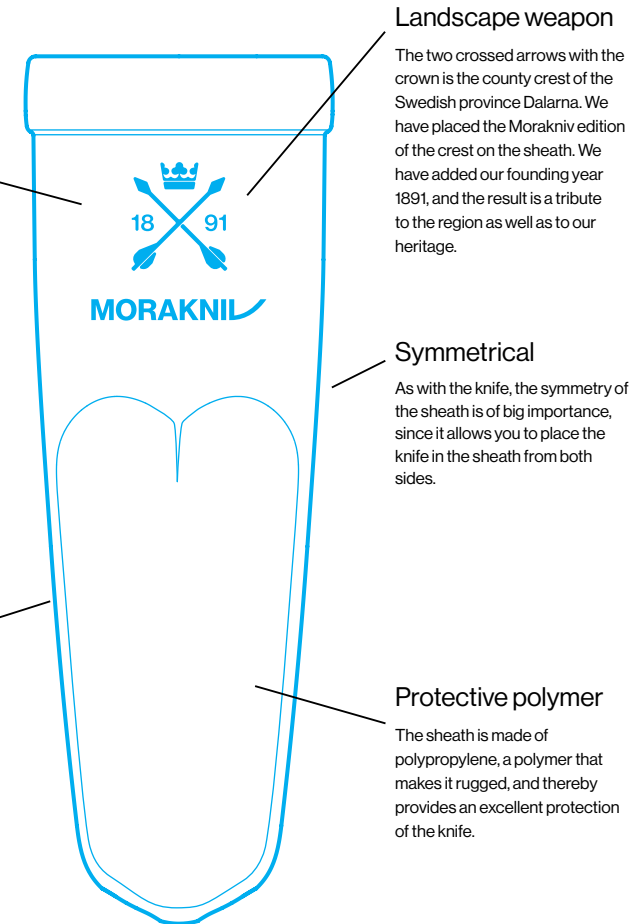 Landscape weapon
The two crossed arrows with the
crown is the county crest of the
Swedish province Dalarna. We
have placed the Morakniv edition
of the crest on the sheath. We
have added our founding year
1891, and the result is a tribute
to the region as well as to our
heritage.
18 91
MORAKNIV
Symmetrical
As with the knife, the symmetry of
the sheath is of big importance,
since it allows you to place the
knife in the sheath from both
sides.
Protective polymer
The sheath is made of
polypropylene, a polymer that
makes it rugged, and thereby
provides an excellent protection
of the knife.